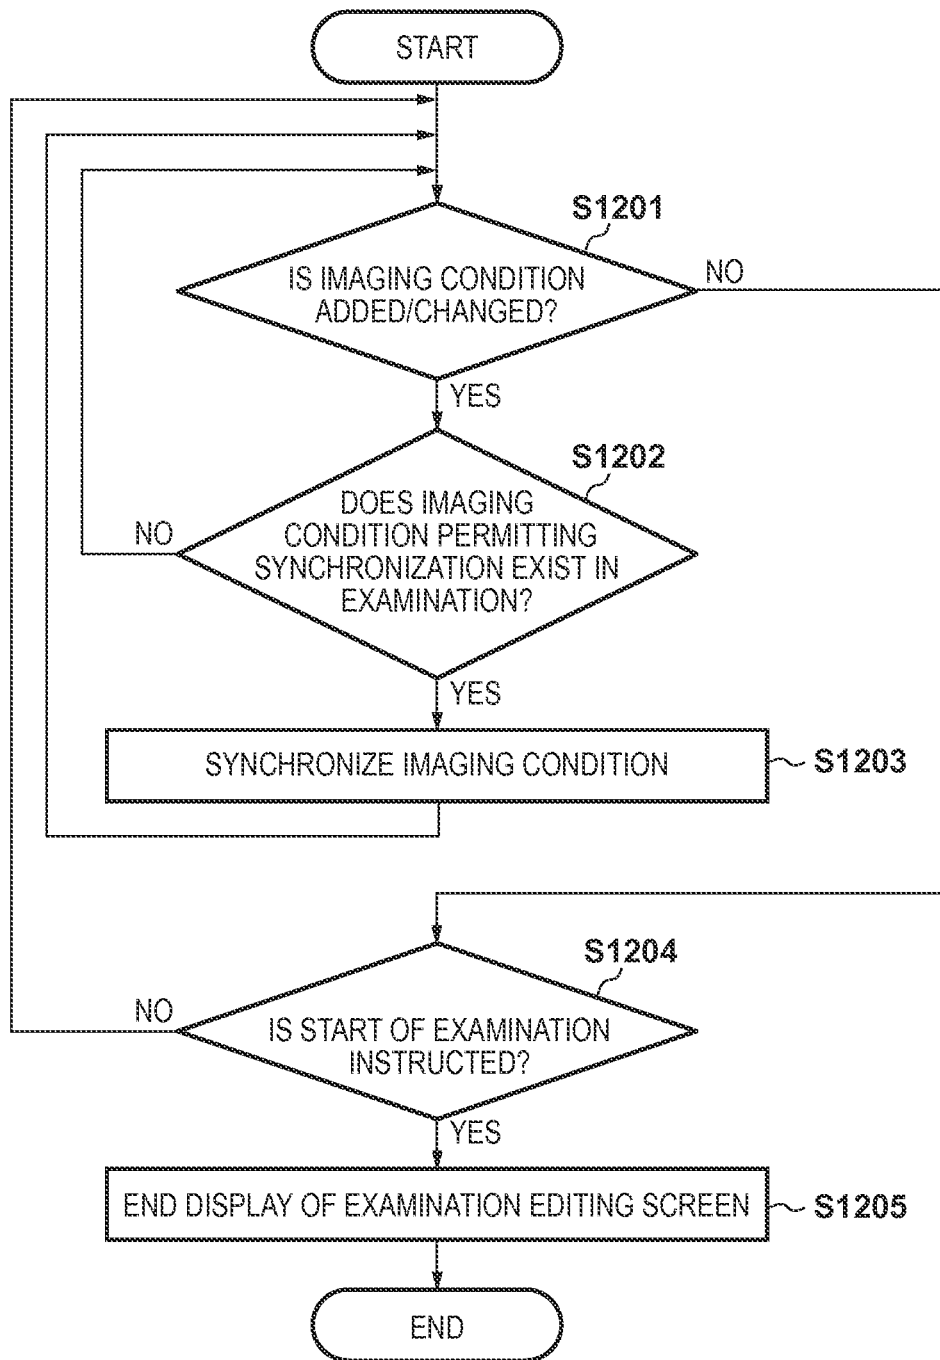 START
S1201
IS IMAGING CONDITION
ADDED/CHANGED?
NO
YES
S1202
DOES IMAGING
CONDITION PERMITTING
SYNCHRONIZATION EXIST IN
EXAMINATION?
NO
YES
SYNCHRONIZE IMAGING CONDITION
S1203
S1204
IS START OF EXAMINATION
INSTRUCTED?
NO
YES
END DISPLAY OF EXAMINATION EDITING SCREEN
S1205
END